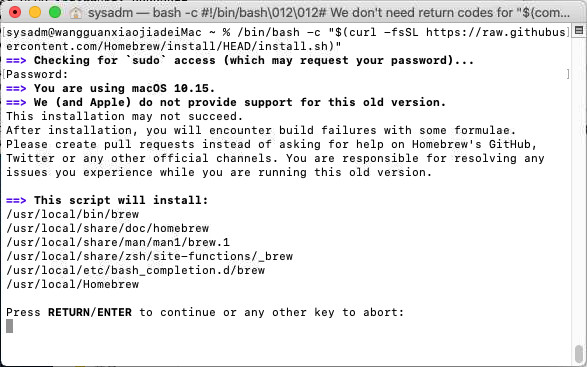 sysadm — bash -c #!/bin/bash\012\012# We don't need return codes for "$(com...
[sysadm@wangguanxiaojiadeiMac ~ % /bin/bash -c "$(curl -fsSL https://raw.githubus]
ercontent.com/Homebrew/install/HEAD/install.sh)"
==> Checking for `sudo` access (which may request your password)...
[Password: ]
==> You are using macOS 10.15.
==> We (and Apple) do not provide support for this old version.
This installation may not succeed.
After installation, you will encounter build failures with some formulae.
Please create pull requests instead of asking for help on Homebrew's GitHub,
Twitter or any other official channels. You are responsible for resolving any
issues you experience while you are running this old version.
==> This script will install:
/usr/local/bin/brew
/usr/local/share/doc/homebrew
/usr/local/share/man/man1/brew.1
/usr/local/share/zsh/site-functions/_brew
/usr/local/etc/bash_completion.d/brew
/usr/local/Homebrew
Press RETURN/ENTER to continue or any other key to abort: